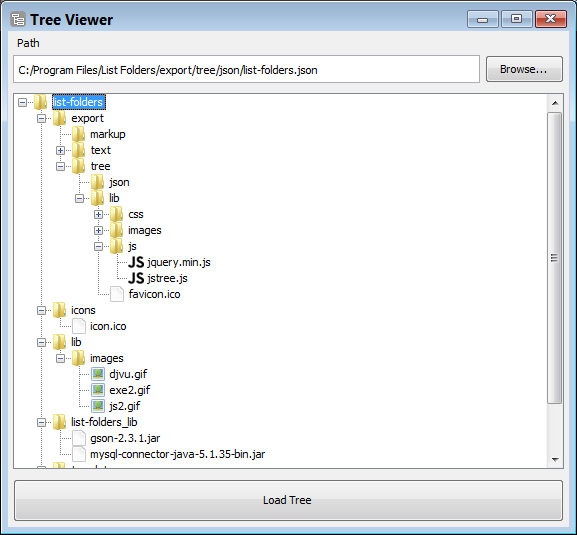 Tree Viewer
Path
C:/Program Files/List Folders/export/tree/json/list-folders.json
Browse...
list-folders
export
markup
text
tree
json
lib
css
images
js
JS jquery.min.js
JS jstree.js
favicon.ico
icons
icon.ico
lib
images
djvu.gif
exe2.gif
js2.gif
list-folders_lib
gson-2.3.1.jar
mysql-connector-java-5.1.35-bin.jar
Load Tree